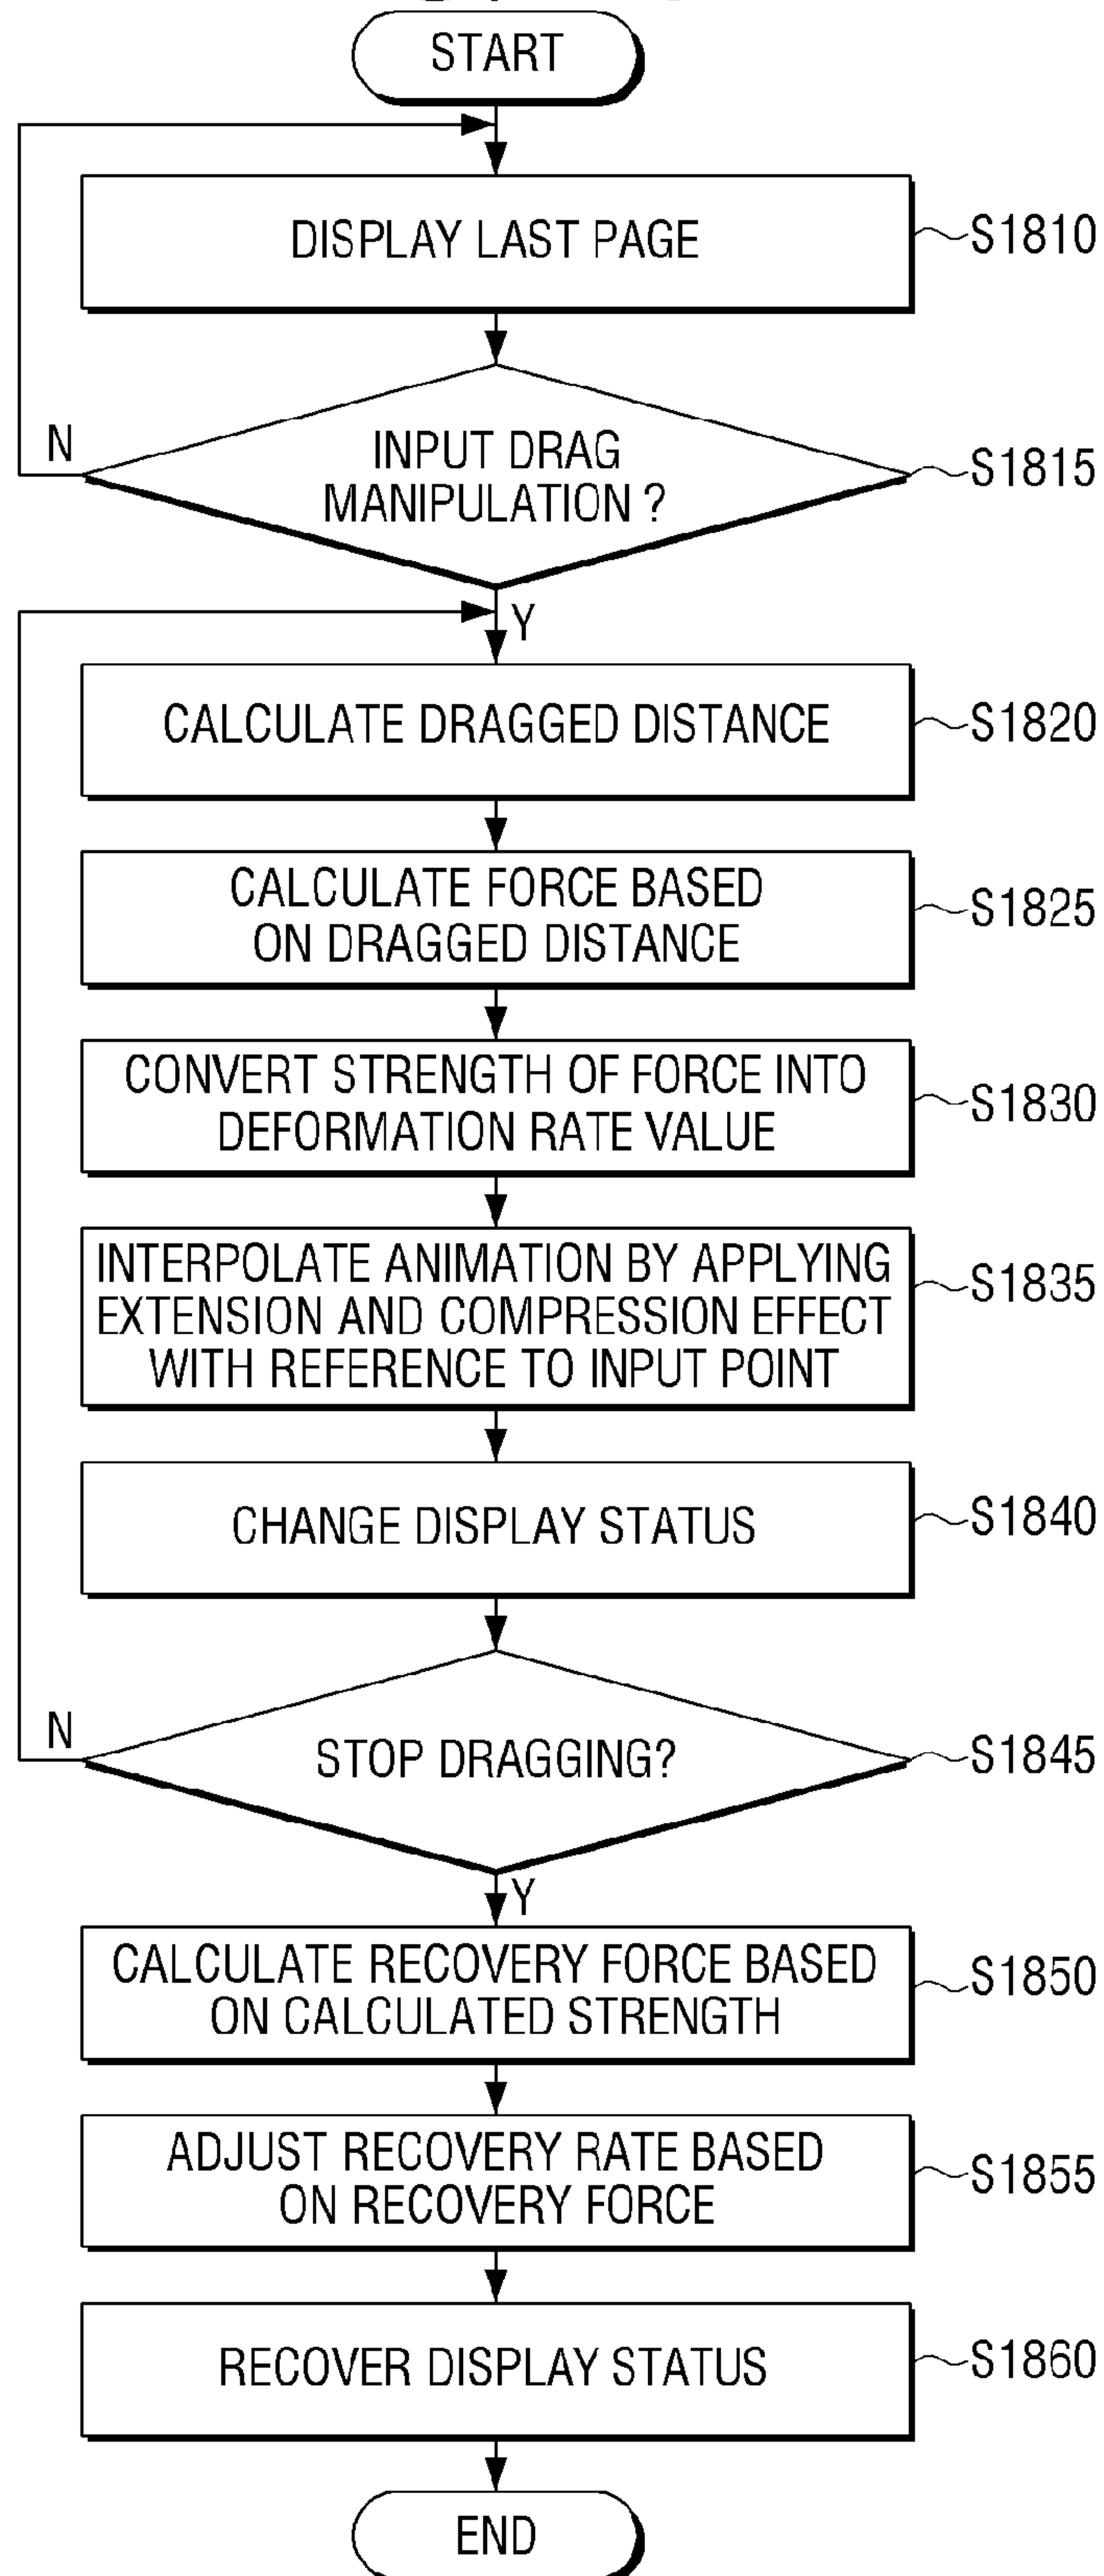 START
DISPLAY LAST PAGE
S1810
N
INPUT DRAG
MANIPULATION ?
S1815
Y
CALCULATE DRAGGED DISTANCE
S1820
CALCULATE FORCE BASED
ON DRAGGED DISTANCE
S1825
CONVERT STRENGTH OF FORCE INTO
DEFORMATION RATE VALUE
S1830
INTERPOLATE ANIMATION BY APPLYING
EXTENSION AND COMPRESSION EFFECT
WITH REFERENCE TO INPUT POINT
S1835
CHANGE DISPLAY STATUS
S1840
N
STOP DRAGGING?
S1845
Y
CALCULATE RECOVERY FORCE BASED
ON CALCULATED STRENGTH
S1850
ADJUST RECOVERY RATE BASED
ON RECOVERY FORCE
S1855
RECOVER DISPLAY STATUS
S1860
END